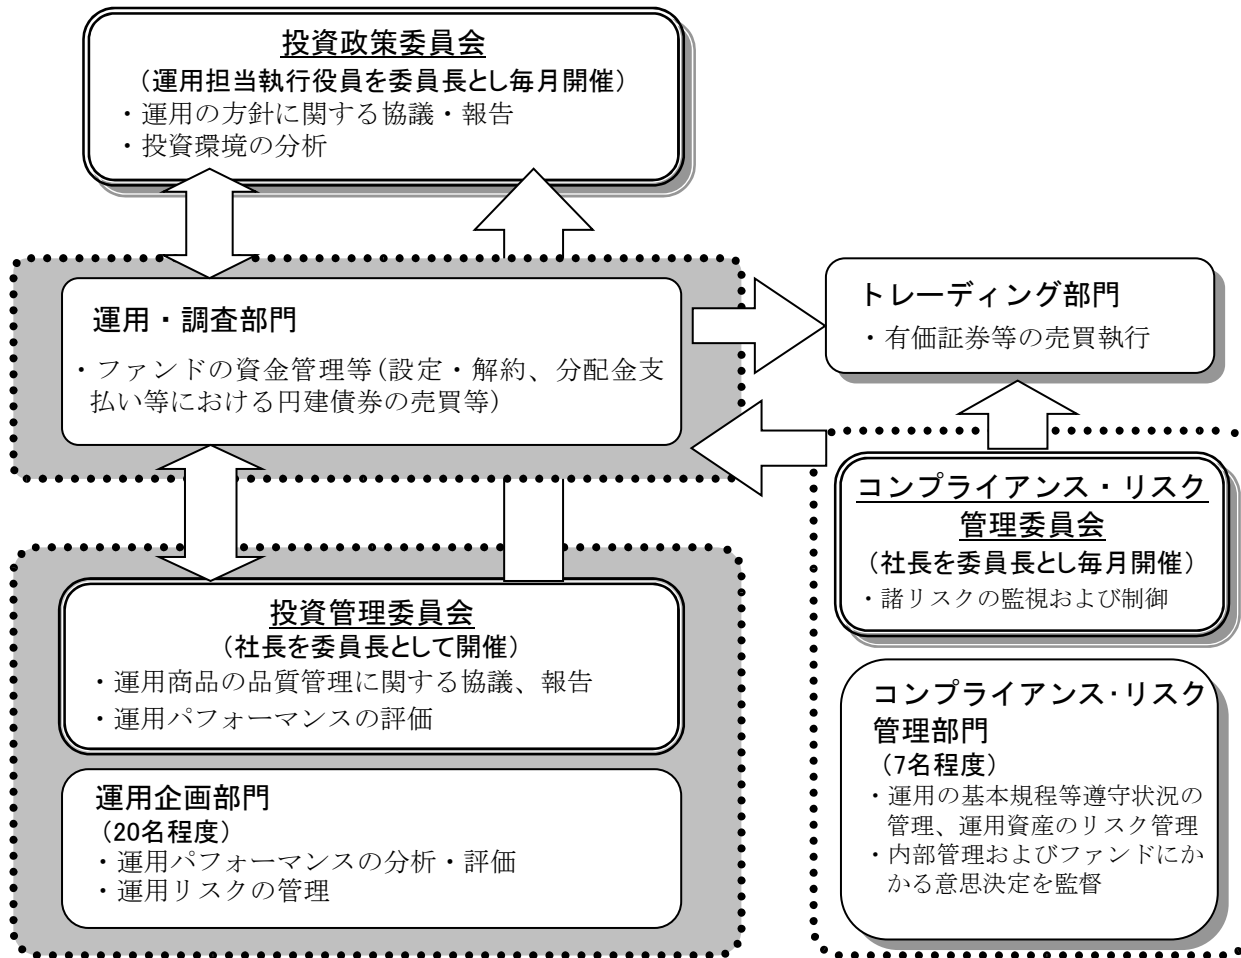 投資政策委員会
（運用担当執行役員を委員長とし毎月開催）
・運用の方針に関する協議・報告
・投資環境の分析
運用・調査部門
・ファンドの資金管理等(設定・解約、分配金支
払い等における円建債券の売買等)
トレーディング部門
・有価証券等の売買執行
コンプライアンス・リスク
管理委員会
（社長を委員長とし毎月開催）
・諸リスクの監視および制御
投資管理委員会
（社長を委員長として開催）
・運用商品の品質管理に関する協議、報告
・運用パフォーマンスの評価
運用企画部門
（20名程度）
・運用パフォーマンスの分析・評価
・運用リスクの管理
コンプライアンス・リスク
管理部門
（7名程度）
・運用の基本規程等遵守状況の
管理、運用資産のリスク管理
・内部管理およびファンドにか
かる意思決定を監督